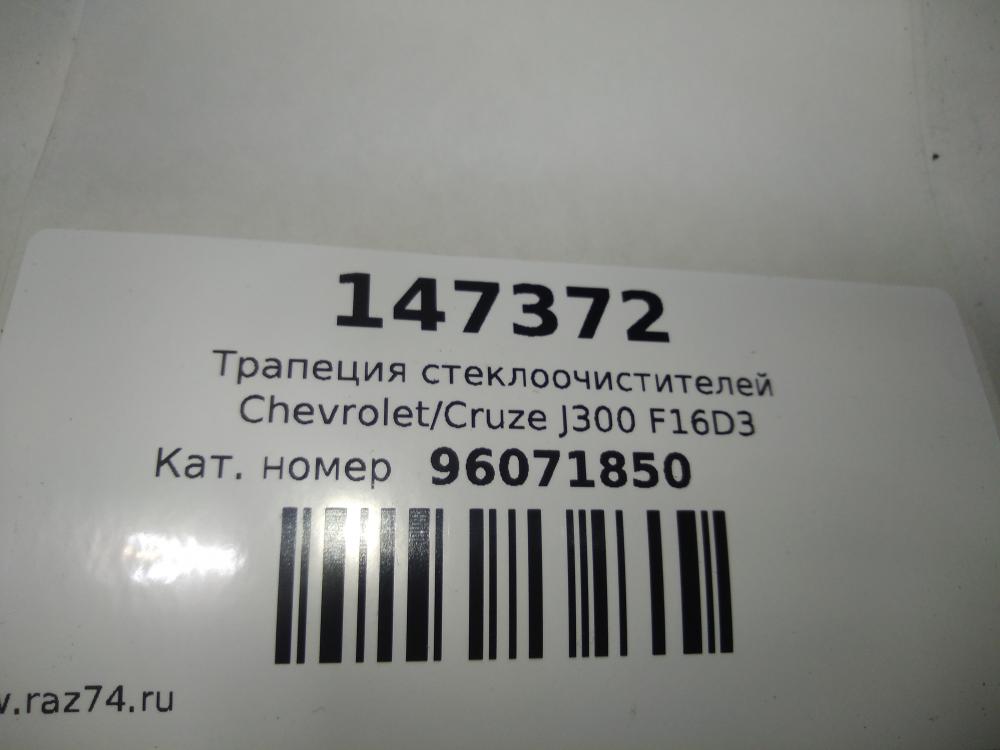 147372
Трапеция стеклоочистителей
Chevrolet/Cruze J300 F16D3
Кат. номер 96071850
.raz74.ru